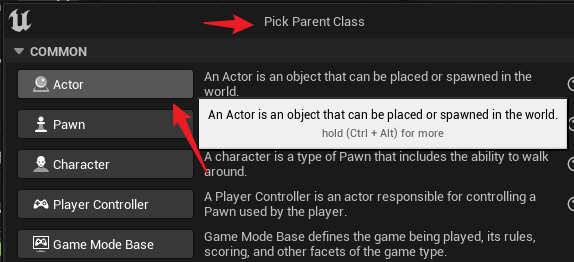 Pick Parent Class
COMMON
Actor
An Actor is an object that can be placed or spawned in the
world.
An Actor is an object that can be placed or spawned in the world.
hold (Ctrl + Alt) for more
Pawn
Character
A character is a type of Pawn that includes the ability to walk
around.
Player Controller
A Player Controller is an actor responsible for controlling a
Pawn used by the player.
Game Mode Base
Game Mode Base defines the game being played, its rules,
scoring, and other facets of the game type.